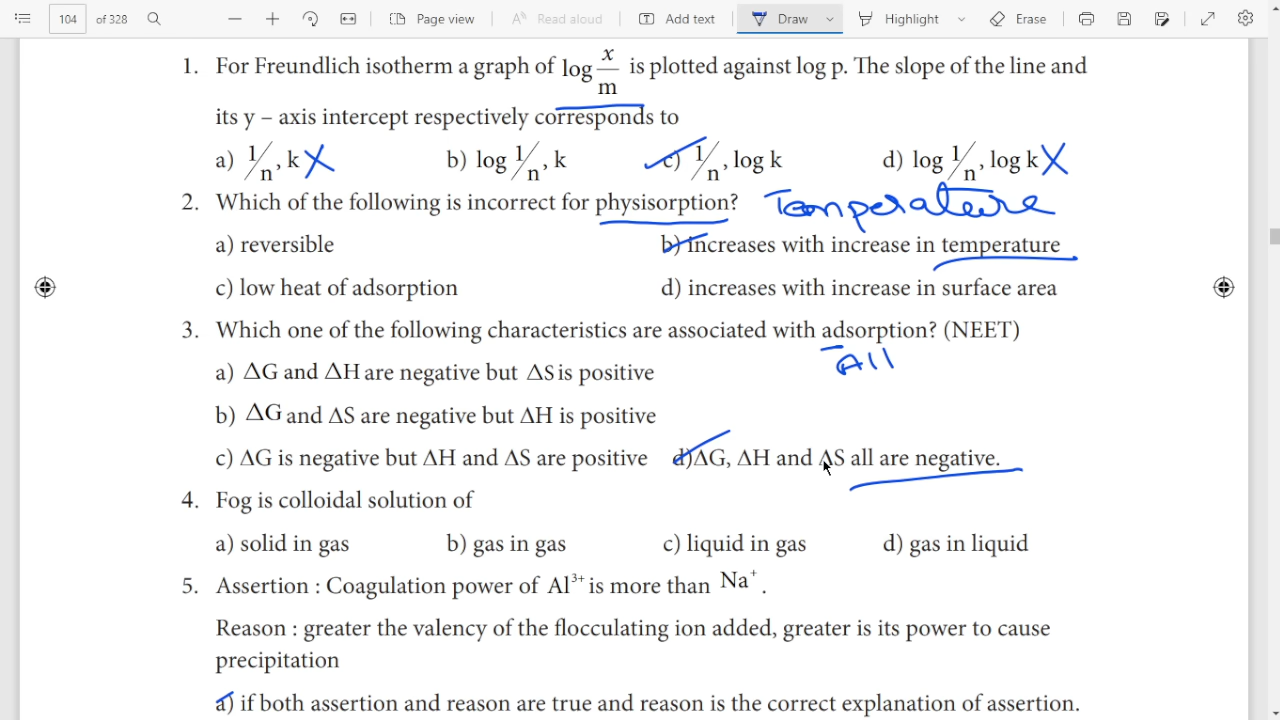 104 of 328 Page view Read aloud Add text Draw Highlight Erase
1. For Freundlich isotherm a graph of log x/m is plotted against log p. The slope of the line and
its y – axis intercept respectively corresponds to
a) 1/n, k X b) log 1/n, k c) 1/n, log k d) log 1/n, log k X
2. Which of the following is incorrect for physisorption? Temperature
a) reversible b) increases with increase in temperature
c) low heat of adsorption d) increases with increase in surface area
3. Which one of the following characteristics are associated with adsorption? (NEET)
All
a) ΔG and ΔH are negative but ΔS is positive
b) ΔG and ΔS are negative but ΔH is positive
c) ΔG is negative but ΔH and ΔS are positive d) ΔG, ΔH and ΔS all are negative.
4. Fog is colloidal solution of
a) solid in gas b) gas in gas c) liquid in gas d) gas in liquid
5. Assertion : Coagulation power of Al³⁺ is more than Na⁺ .
Reason : greater the valency of the flocculating ion added, greater is its power to cause
precipitation
a) if both assertion and reason are true and reason is the correct explanation of assertion.